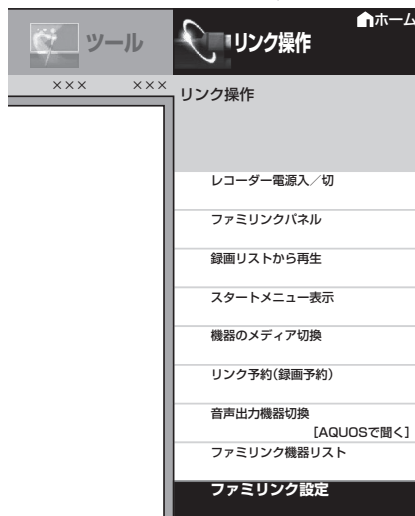 ホーム
ツール
リンク操作
××× ×××
リンク操作
レコーダー電源入／切
ファミリンクパネル
録画リストから再生
スタートメニュー表示
機器のメディア切換
リンク予約(録画予約)
音声出力機器切換
[AQUOSで聞く]
ファミリンク機器リスト
ファミリンク設定